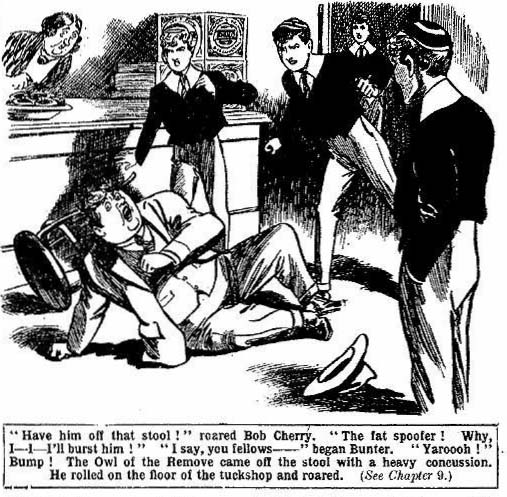 "Have him off that stool!" roared Bob Cherry. "The fat spoofer! Why,
I—I—I'll burst him!" "I say, you fellows——" began Bunter. "Yaroooh!"
Bump! The Owl of the Remove came off the stool with a heavy concussion.
He rolled on the floor of the tuckshop and roared. (See Chapter 9.)